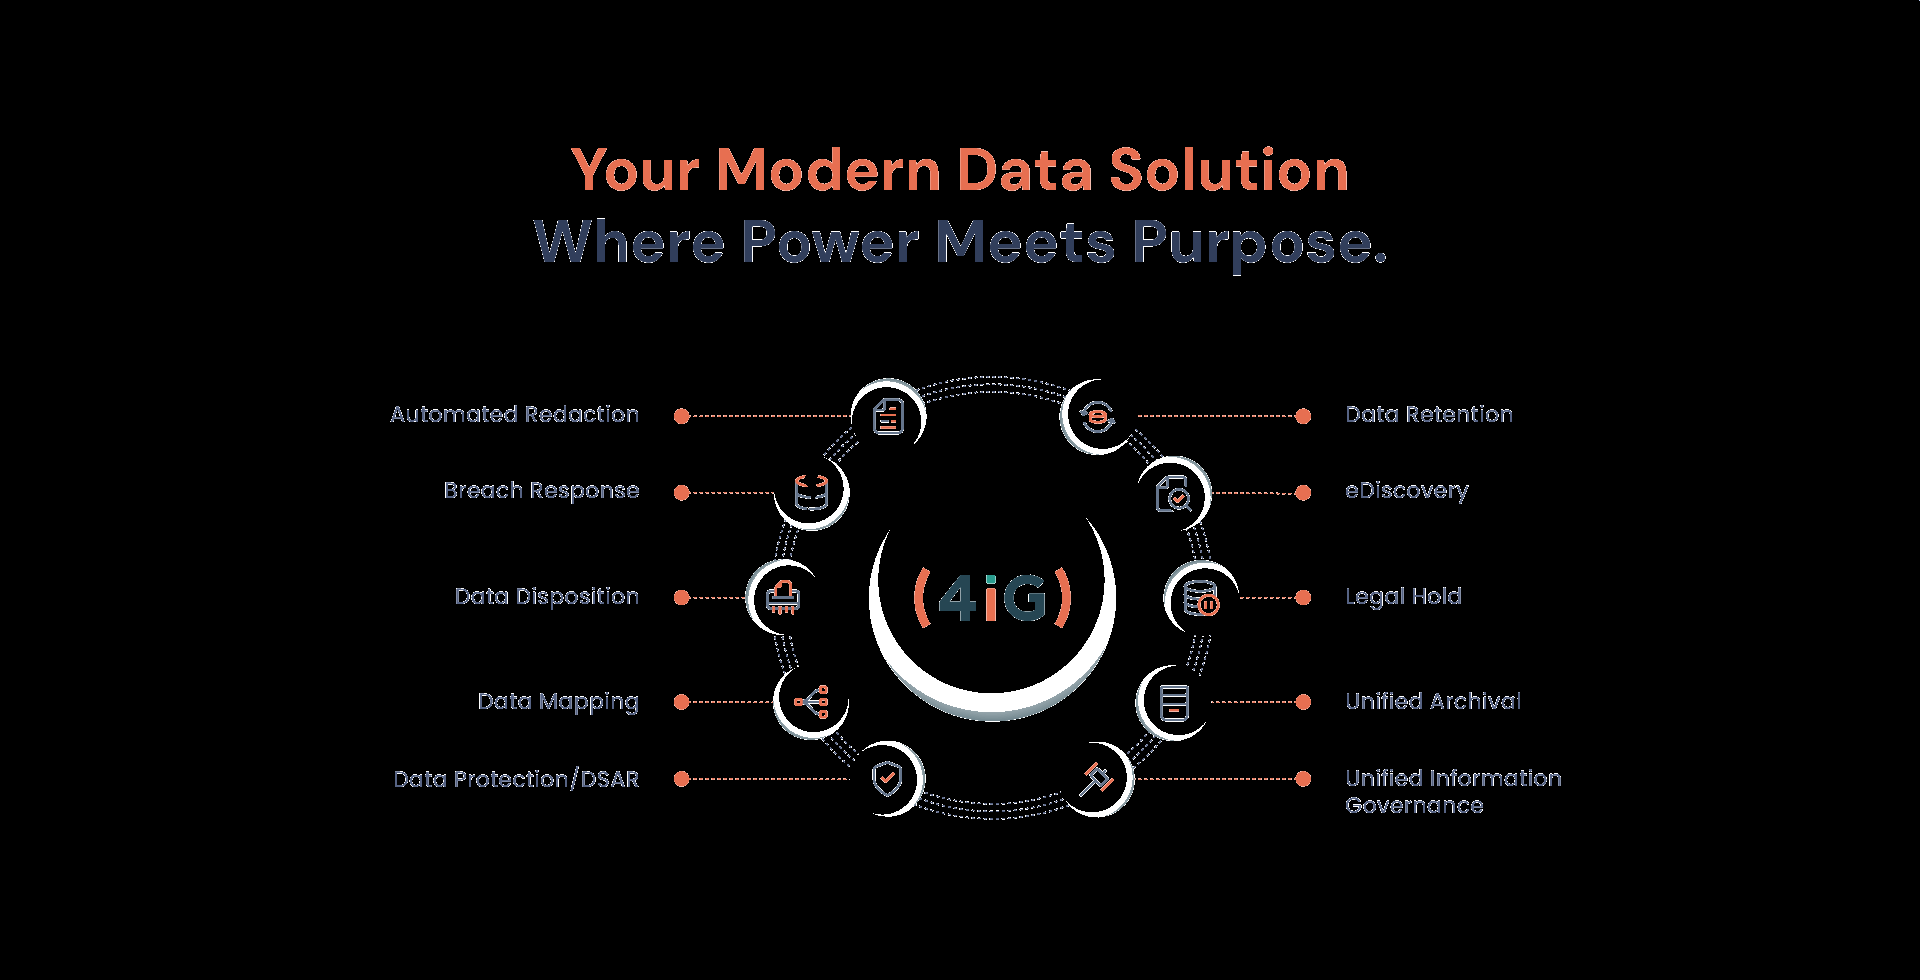 Your Modern Data Solution
Where Power Meets Purpose.
Automated Redaction
Breach Response
Data Disposition
Data Mapping
Data Protection/DSAR
(4iG)
Data Retention
eDiscovery
Legal Hold
Unified Archival
Unified Information
Governance